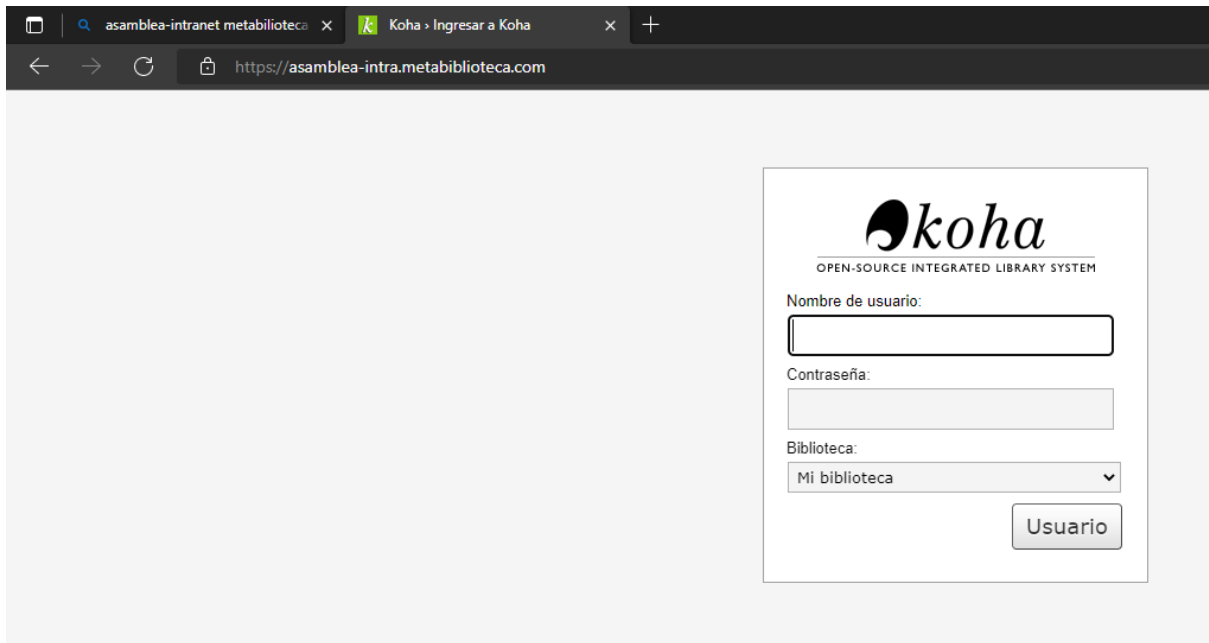 asamblea-intranet metabilioteca
Koha › Ingresar a Koha
https://asamblea-intra.metabiblioteca.com
koha
OPEN-SOURCE INTEGRATED LIBRARY SYSTEM
Nombre de usuario:
Contraseña:
Biblioteca:
Mi biblioteca
Usuario